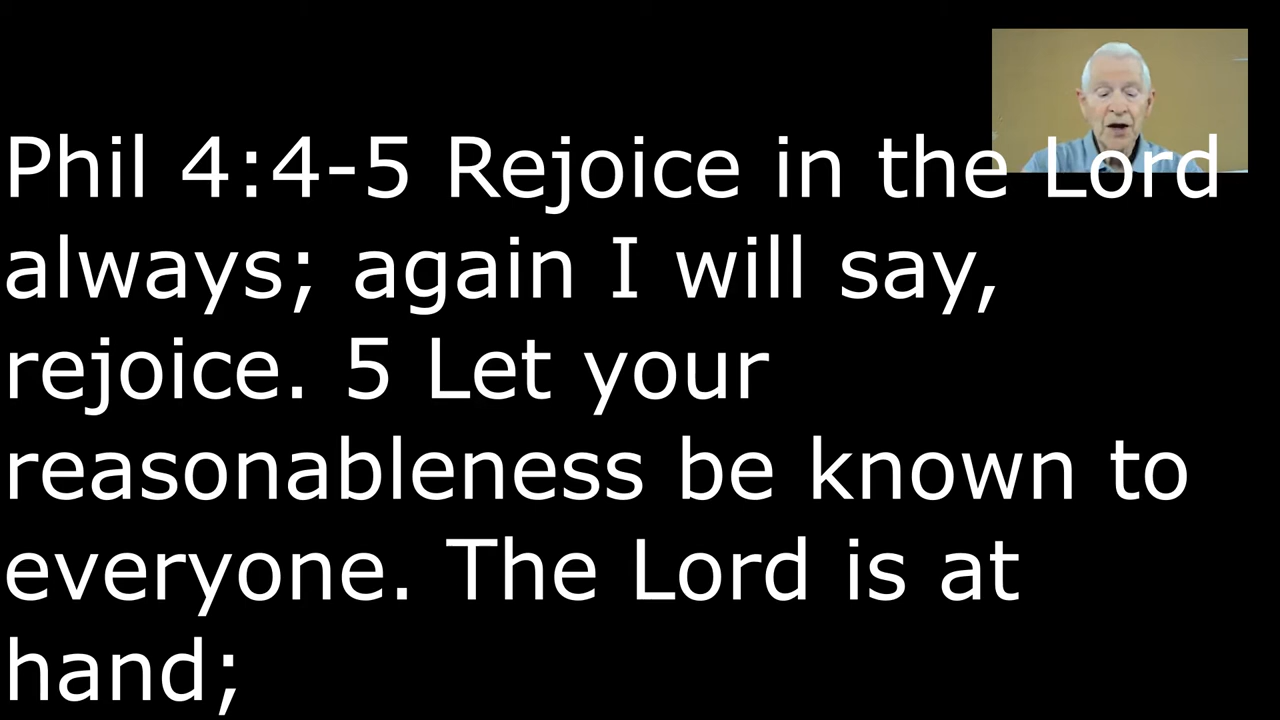 Phil 4:4-5 Rejoice in the Lord
always; again I will say,
rejoice. 5 Let your
reasonableness be known to
everyone. The Lord is at
hand;